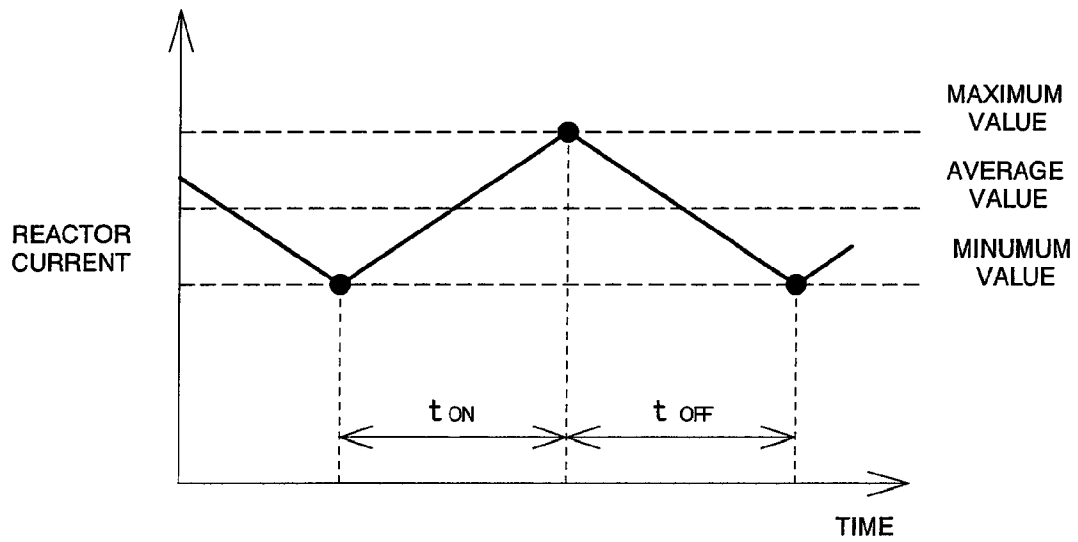 MAXIMUM
VALUE
AVERAGE
VALUE
REACTOR
CURRENT
MINUMUM
VALUE
t ON
t OFF
TIME